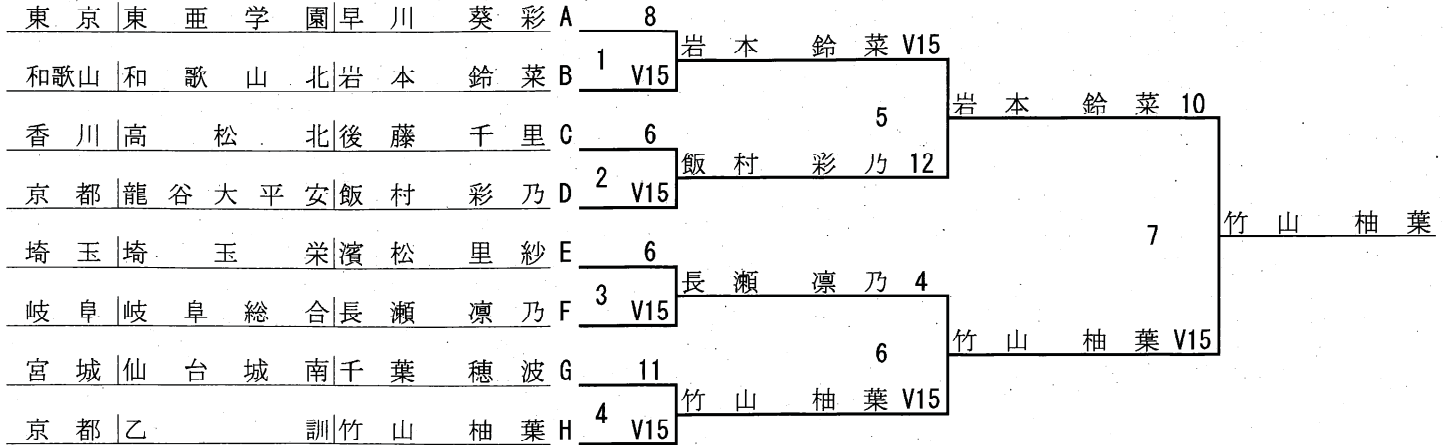 東京 東亜学園 早川 葵彩 A 8
1 岩本 鈴菜 V15
和歌山 和歌山北 岩本 鈴菜 B V15
5 岩本 鈴菜 10
香川 高松北 後藤 千里 C 6
2 飯村 彩乃 12
京都 龍谷大平安 飯村 彩乃 D V15
7 竹山 柚葉
埼玉 埼玉栄 濱松 里紗 E 6
3 長瀬 凛乃 4
岐阜 岐阜総合 長瀬 凛乃 F V15
6 竹山 柚葉 V15
宮城 仙台城南 千葉 穂波 G 11
4 竹山 柚葉 V15
京都 乙訓 竹山 柚葉 H V15